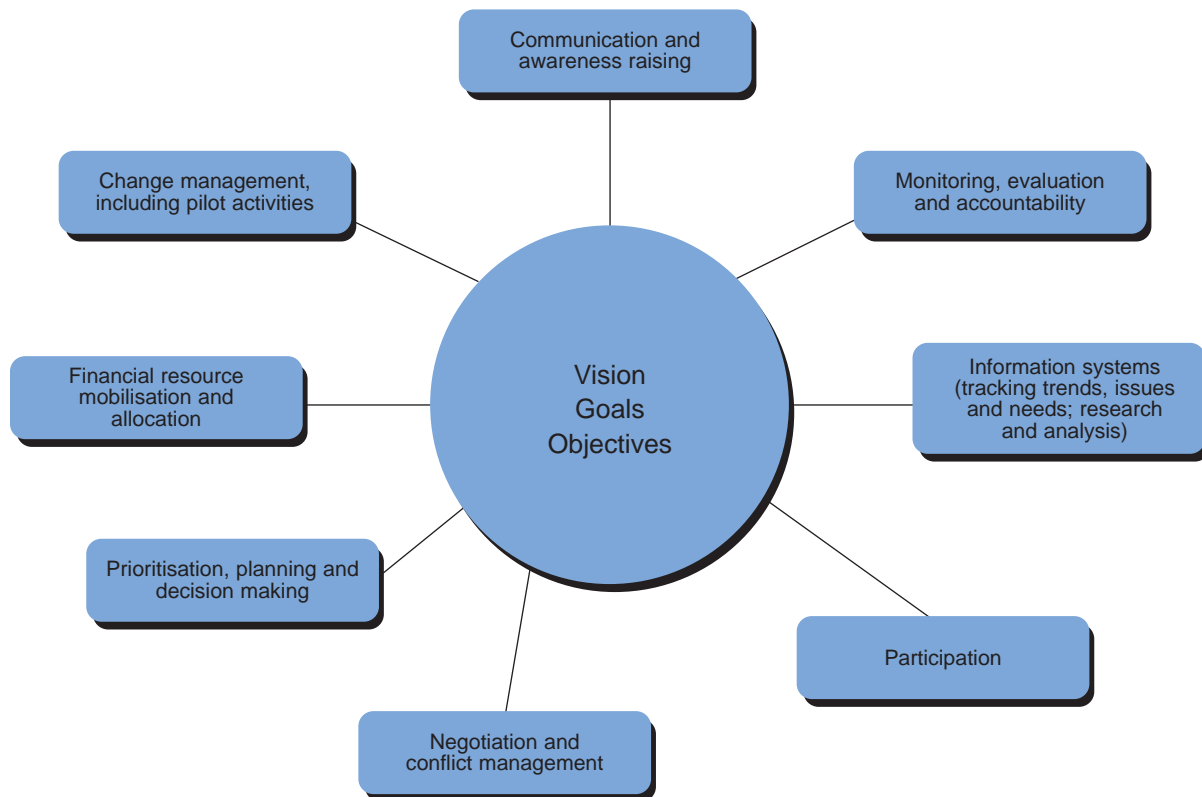 Communication and
awareness raising
Change management,
including pilot activities
Monitoring, evaluation
and accountability
Financial resource
mobilisation and
allocation
Vision
Goals
Objectives
Information systems
(tracking trends, issues
and needs; research
and analysis)
Prioritisation, planning and
decision making
Participation
Negotiation and
conflict management